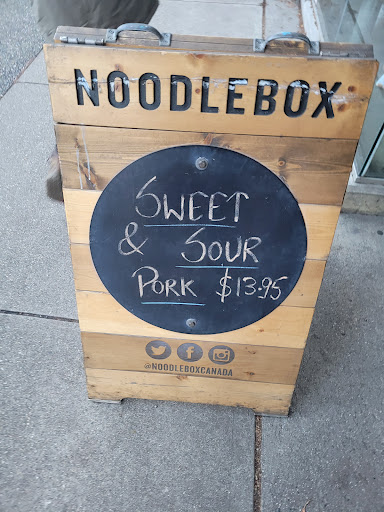 NOODLEBOX
SWEET
& SOUR
PORK $13.95
@NOODLEBOXCANADA